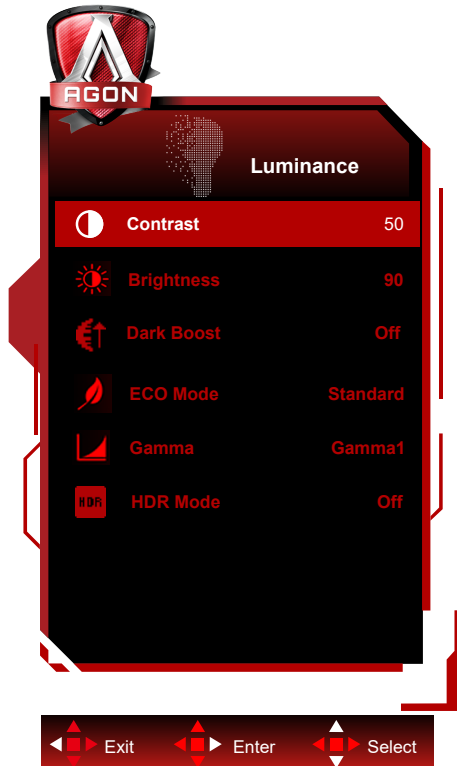 AGON
Luminance
Contrast 50
Brightness 90
Dark Boost Off
ECO Mode Standard
Gamma Gamma1
HDR HDR Mode Off
Exit Enter Select